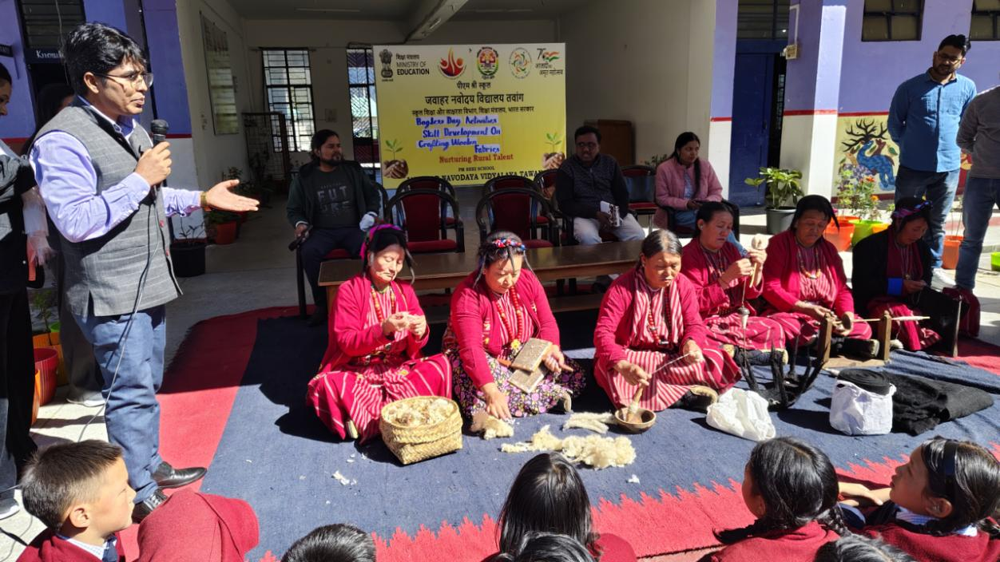 शिक्षा मंत्रालय
MINISTRY OF
EDUCATION
आज़ादी का
अमृत महोत्सव
पीएम श्री स्कूल
जवाहर नवोदय विद्यालय तवांग
स्कूल शिक्षा और साक्षरता विभाग, शिक्षा मंत्रालय, भारत सरकार
Bagless Day Activities
Skill Development On
Crafting Woolen
Fabrics
Nurturing Rural Talent
PM SHRI SCHOOL
NAVODAYA VIDYALAYA TAWA